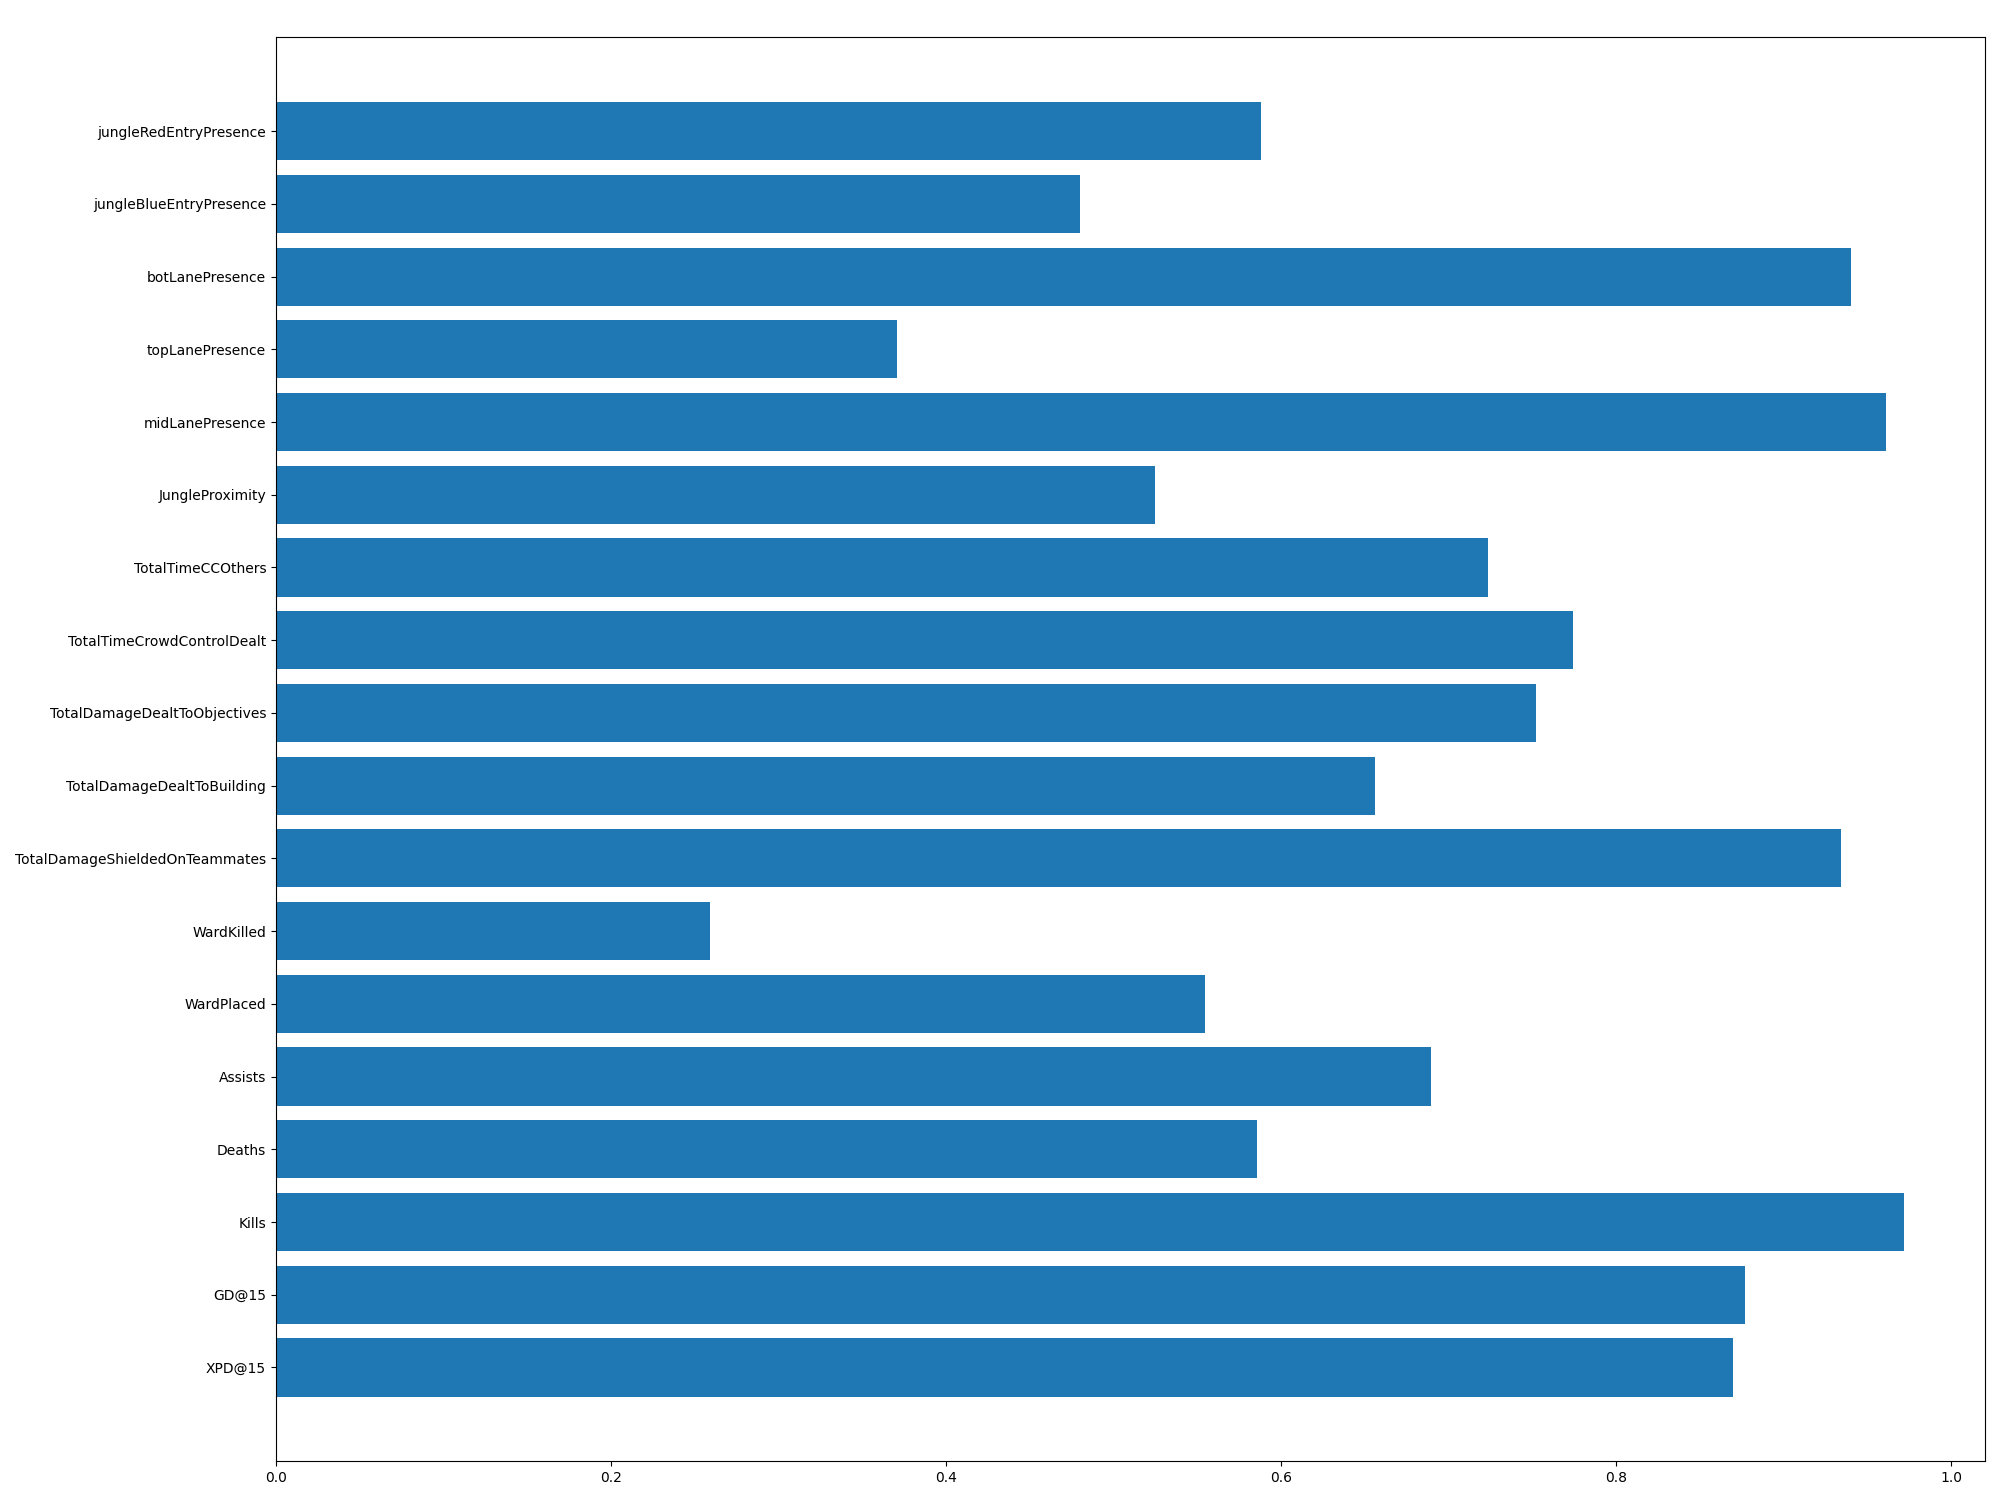 jungleRedEntryPresence
jungleBlueEntryPresence
botLanePresence
topLanePresence
midLanePresence
JungleProximity
TotalTimeCCOthers
TotalTimeCrowdControlDealt
TotalDamageDealtToObjectives
TotalDamageDealtToBuilding
TotalDamageShieldedOnTeammates
WardKilled
WardPlaced
Assists
Deaths
Kills
GD@15
XPD@15
0.0 0.2 0.4 0.6 0.8 1.0